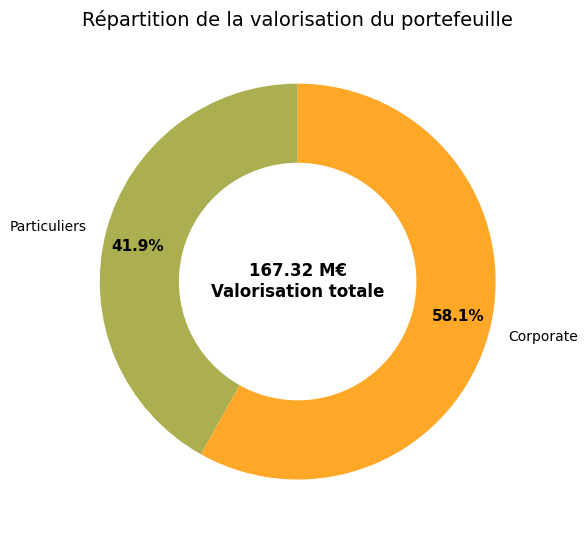 Répartition de la valorisation du portefeuille
Particuliers
41.9%
167.32 M€
Valorisation totale
58.1%
Corporate